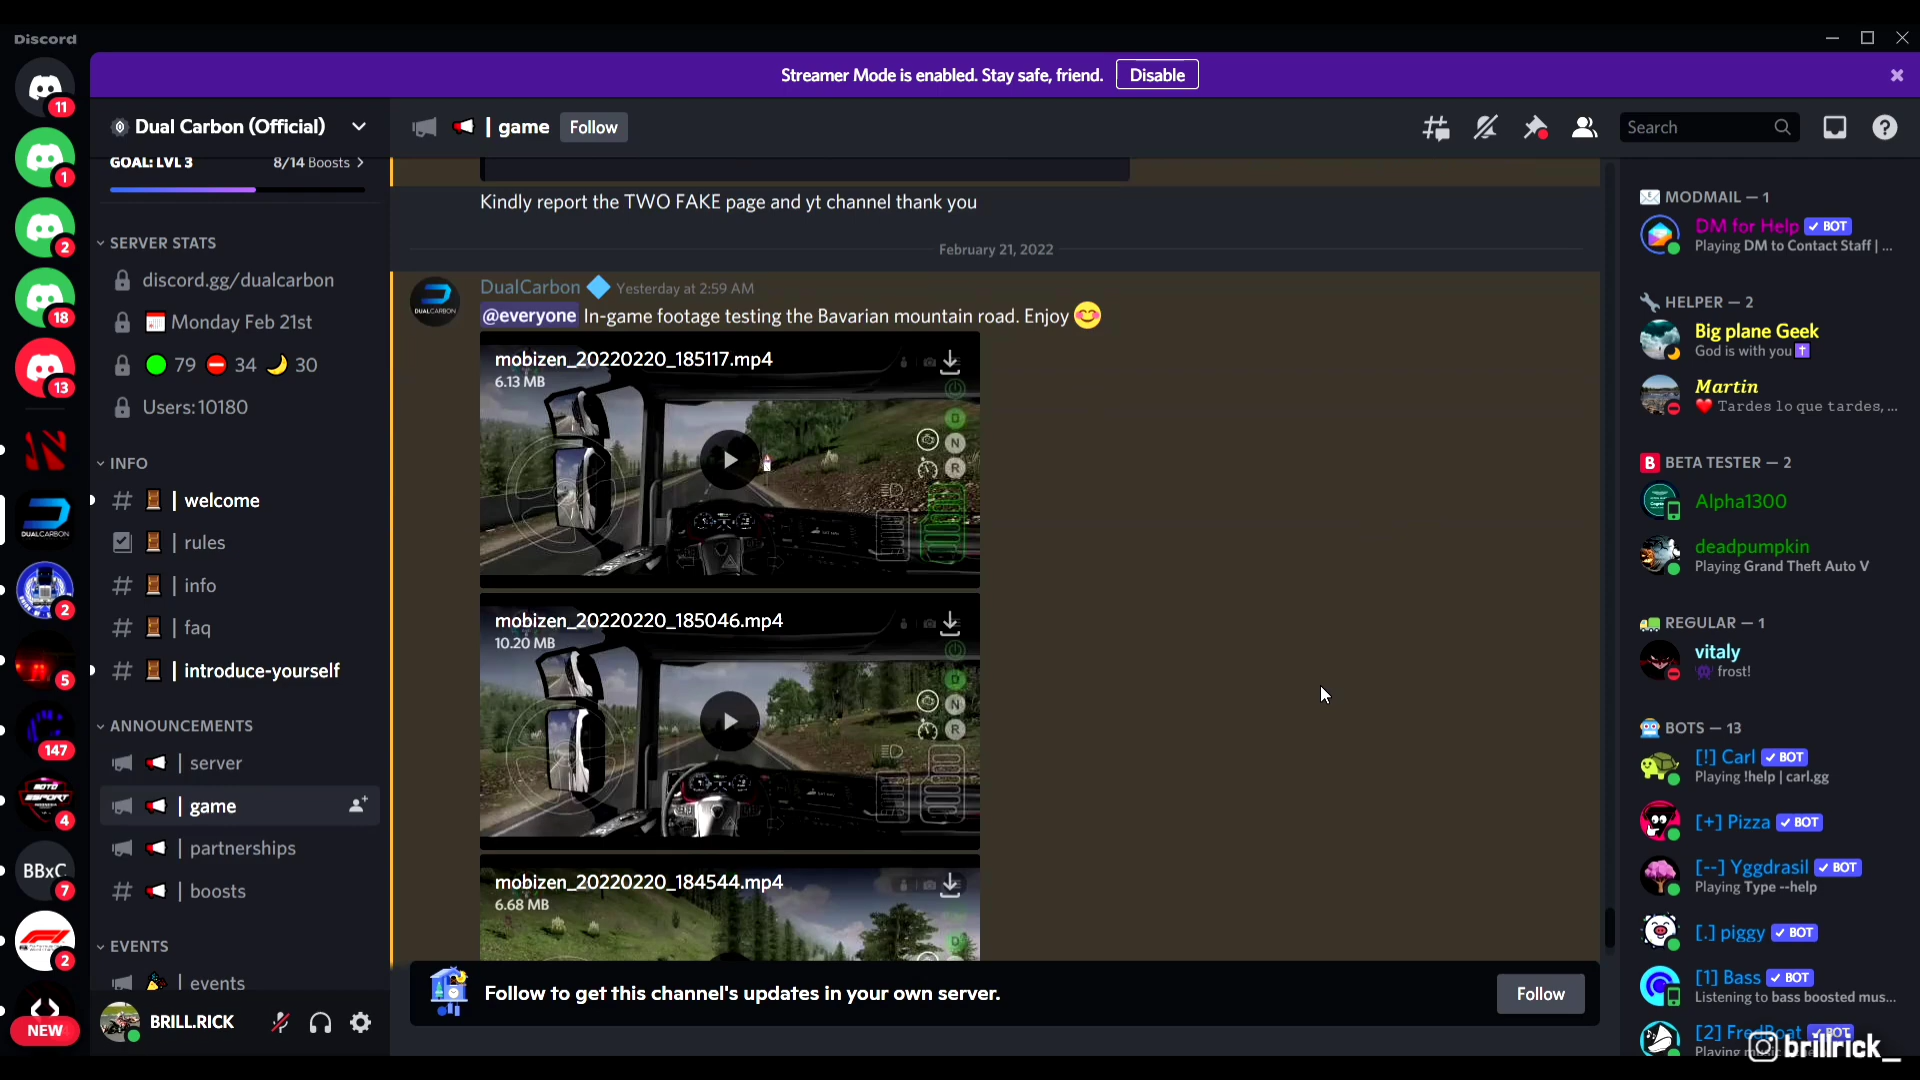 Discord
Streamer Mode is enabled. Stay safe, friend.
Disable
Dual Carbon (Official)
| game
Follow
Search
GOAL: LVL 3
8/14 Boosts
SERVER STATS
discord.gg/dualcarbon
Monday Feb 21st
79
34
30
Users:10180
INFO
| welcome
| rules
| info
| faq
| introduce-yourself
ANNOUNCEMENTS
| server
| game
| partnerships
| boosts
EVENTS
| events
BRILL.RICK
11
1
2
18
13
DUALCARBON
2
5
147
MOTO
ESPORT
4
BBxC
7
2
NEW
Kindly report the TWO FAKE page and yt channel thank you
February 21, 2022
DUALCARBON
DualCarbon
Yesterday at 2:59 AM
@everyone In-game footage testing the Bavarian mountain road. Enjoy
mobizen_20220220_185117.mp4
6.13 MB
D
N
R
mobizen_20220220_185046.mp4
10.20 MB
D
N
R
mobizen_20220220_184544.mp4
6.68 MB
D
Follow to get this channel's updates in your own server.
Follow
MODMAIL — 1
DM for Help
BOT
Playing DM to Contact Staff | ...
HELPER — 2
Big plane Geek
God is with you
Martin
Tardes lo que tardes, ...
B
BETA TESTER — 2
Alpha1300
deadpumpkin
Playing Grand Theft Auto V
REGULAR — 1
vitaly
frost!
BOTS — 13
[!] Carl
BOT
Playing !help | carl.gg
[+] Pizza
BOT
[--] Yggdrasil
BOT
Playing Type --help
[.] piggy
BOT
[1] Bass
BOT
Listening to bass boosted mus...
[2] FredBoat
BOT
Playing
brillrick_